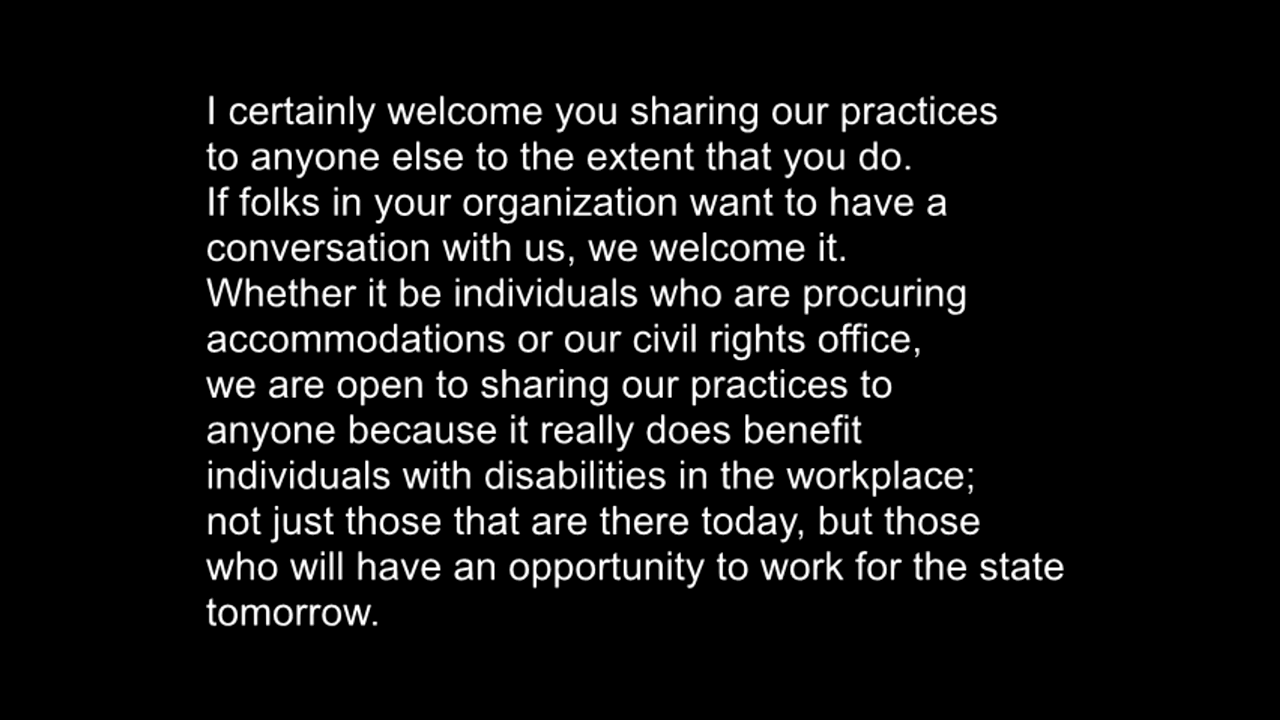 I certainly welcome you sharing our practices
to anyone else to the extent that you do.
If folks in your organization want to have a
conversation with us, we welcome it.
Whether it be individuals who are procuring
accommodations or our civil rights office,
we are open to sharing our practices to
anyone because it really does benefit
individuals with disabilities in the workplace;
not just those that are there today, but those
who will have an opportunity to work for the state
tomorrow.